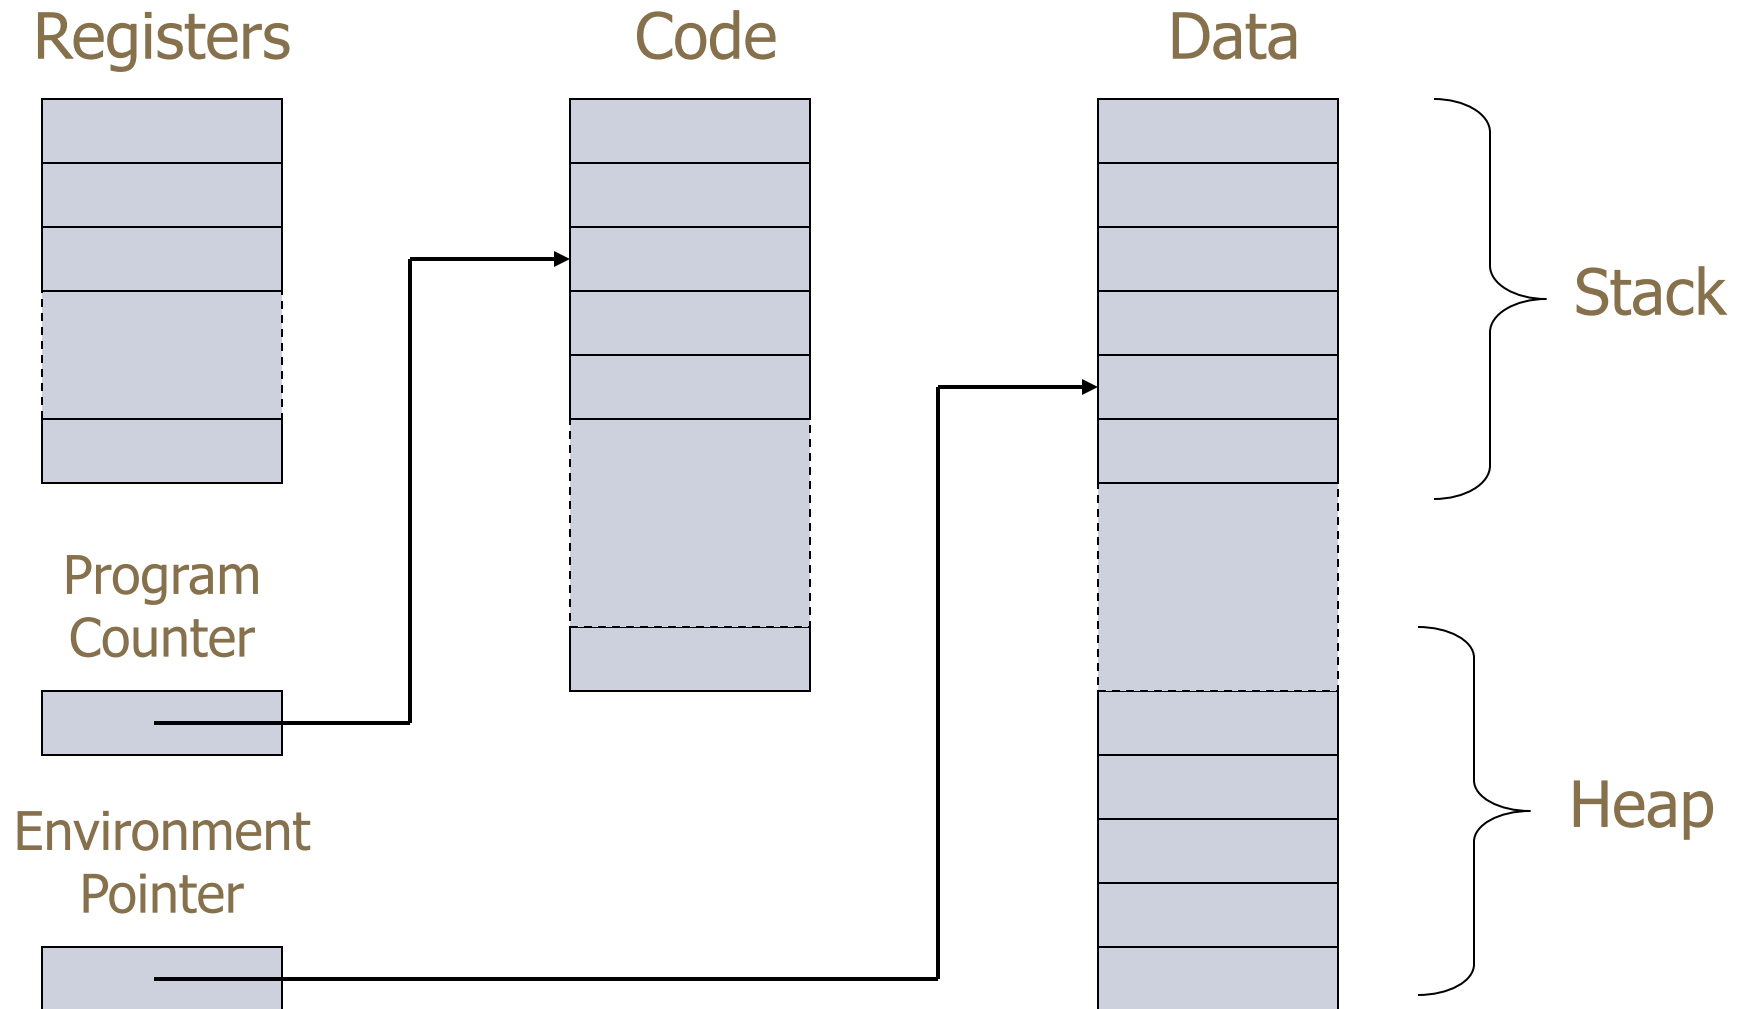 Registers
Code
Data
Stack
Program
Counter
Heap
Environment
Pointer